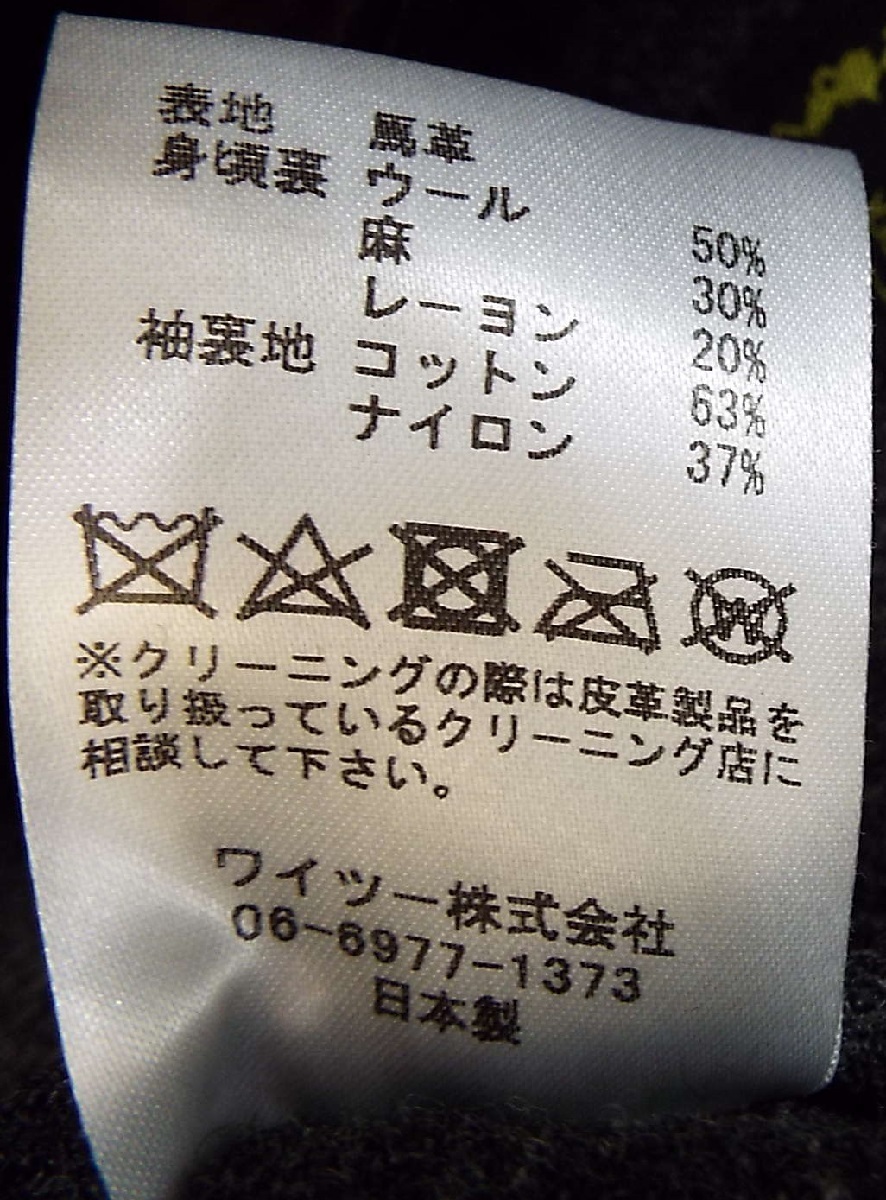 表地 馬革
身頃裏 ウール 50%
麻 30%
レーヨン 20%
袖裏地 コットン 63%
ナイロン 37%
W
※クリーニングの際は皮革製品を
取り扱っているクリーニング店に
相談して下さい。
ワイツー株式会社
06-6977-1373
日本製